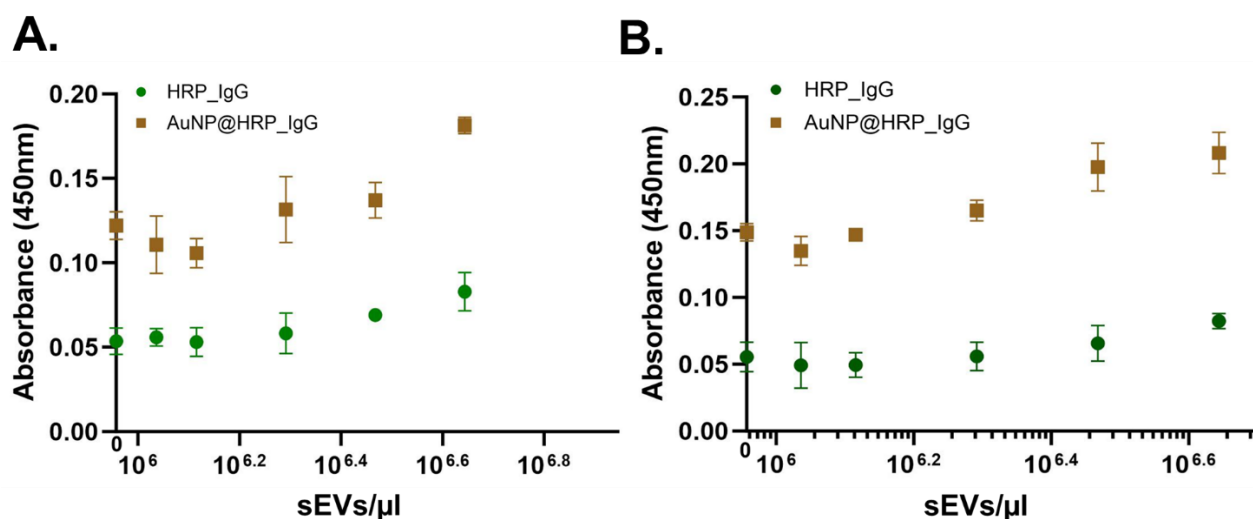 A.
HRP_IgG
AuNP@HRP_IgG
Absorbance (450nm)
0.20
0.15
0.10
0.05
0.00
0
10^6
10^6.2
10^6.4
10^6.6
10^6.8
sEVs/µl
B.
HRP_IgG
AuNP@HRP_IgG
Absorbance (450nm)
0.25
0.20
0.15
0.10
0.05
0.00
0
10^6
10^6.2
10^6.4
10^6.6
sEVs/µl